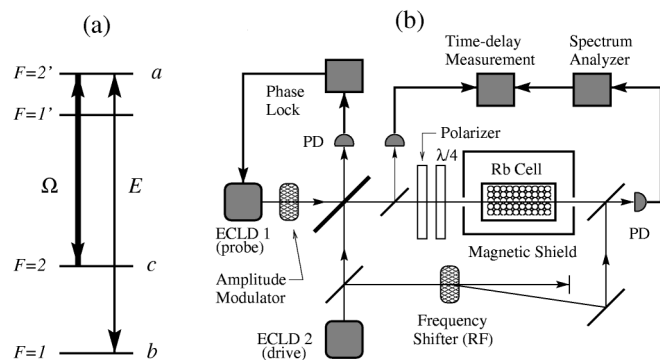 (a)
F=2'
a
F=1'
Ω
E
F=2
c
F=1
b
(b)
Time-delay
Measurement
Spectrum
Analyzer
Phase
Lock
PD
Polarizer
λ/4
Rb Cell
ECLD 1
(probe)
PD
Magnetic Shield
Amplitude
Modulator
ECLD 2
(drive)
Frequency
Shifter (RF)